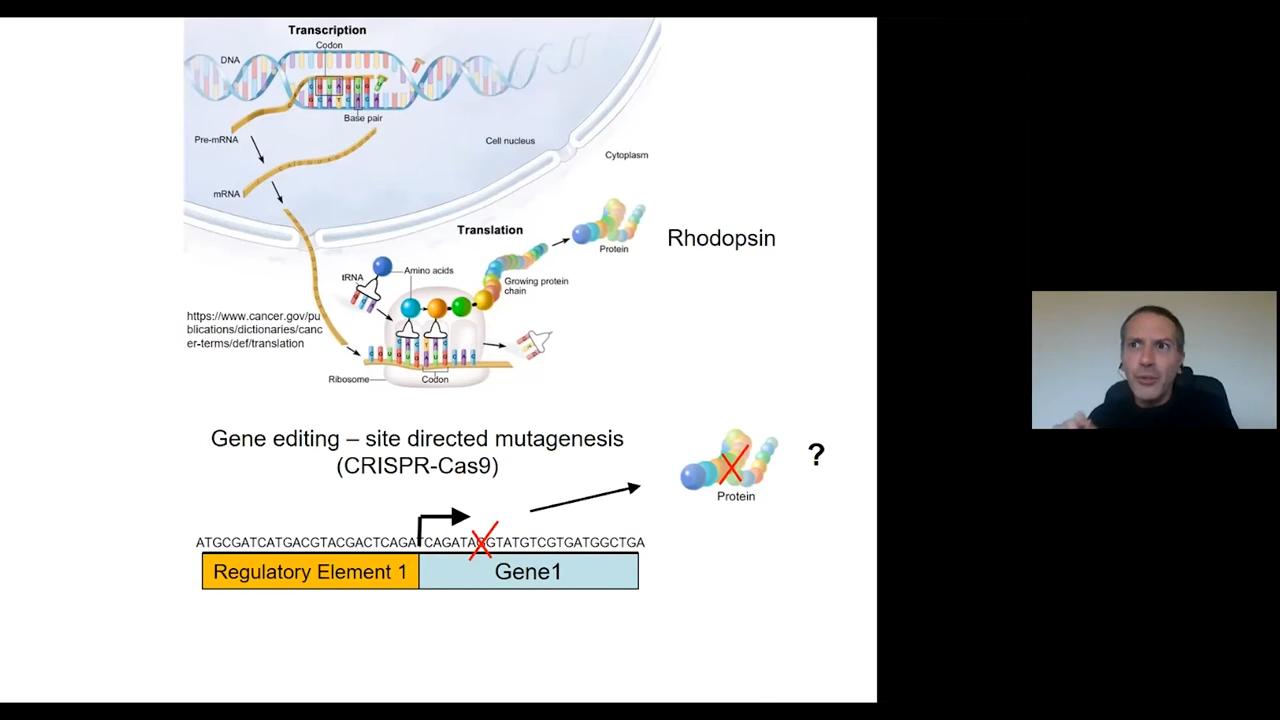 Transcription
Codon
DNA
Base pair
Pre-mRNA
Cell nucleus
Cytoplasm
mRNA
Translation
Protein
Rhodopsin
tRNA
Amino acids
Growing protein
chain
https://www.cancer.gov/pu
blications/dictionaries/canc
er-terms/def/translation
Ribosome
Codon
Gene editing – site directed mutagenesis
(CRISPR-Cas9)
?
Protein
Regulatory Element 1
Gene1